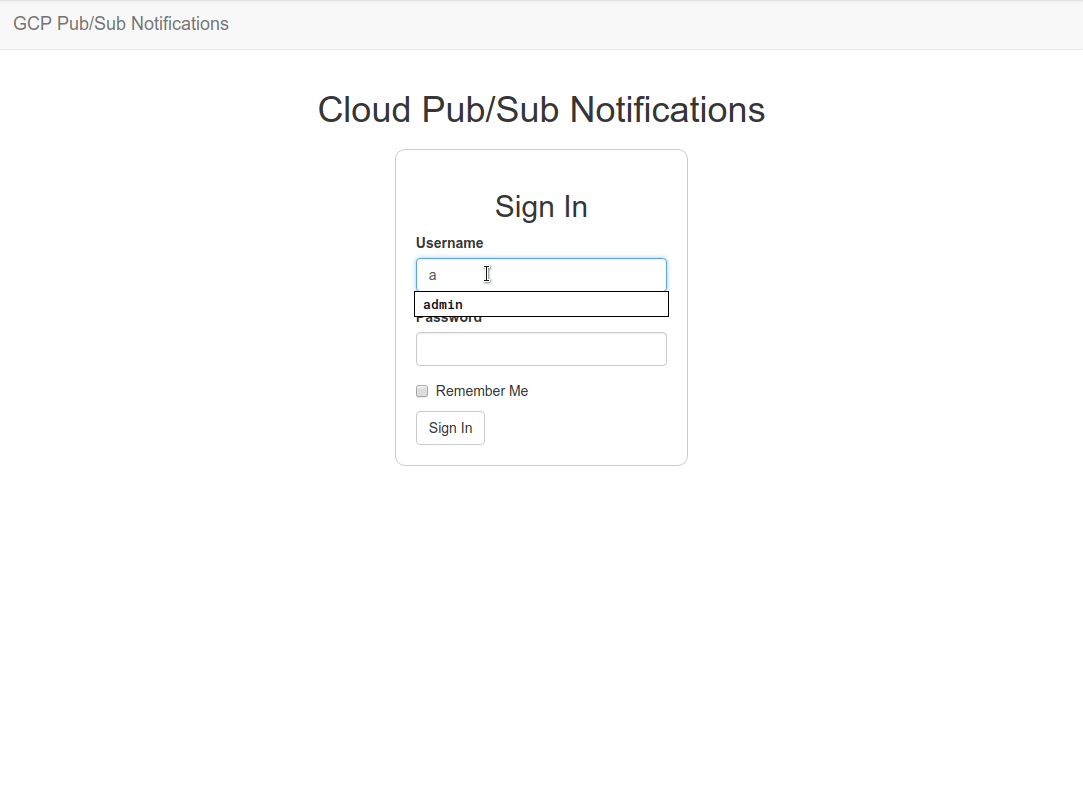 GCP Pub/Sub Notifications
Cloud Pub/Sub Notifications
Sign In
Username
a
admin
Password
Remember Me
Sign In